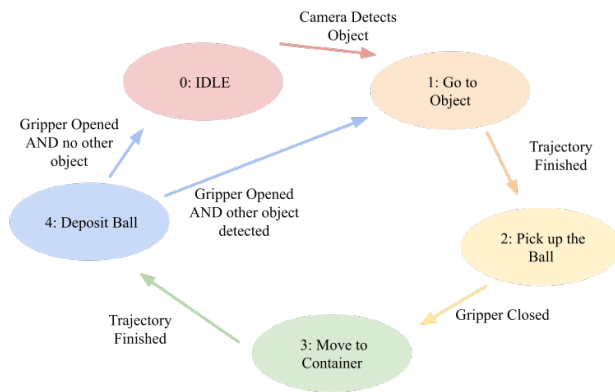 Camera Detects
Object
0: IDLE
1: Go to
Object
Gripper Opened
AND no other
object
Trajectory
Finished
Gripper Opened
AND other object
detected
4: Deposit Ball
2: Pick up the
Ball
Gripper Closed
Trajectory
Finished
3: Move to
Container